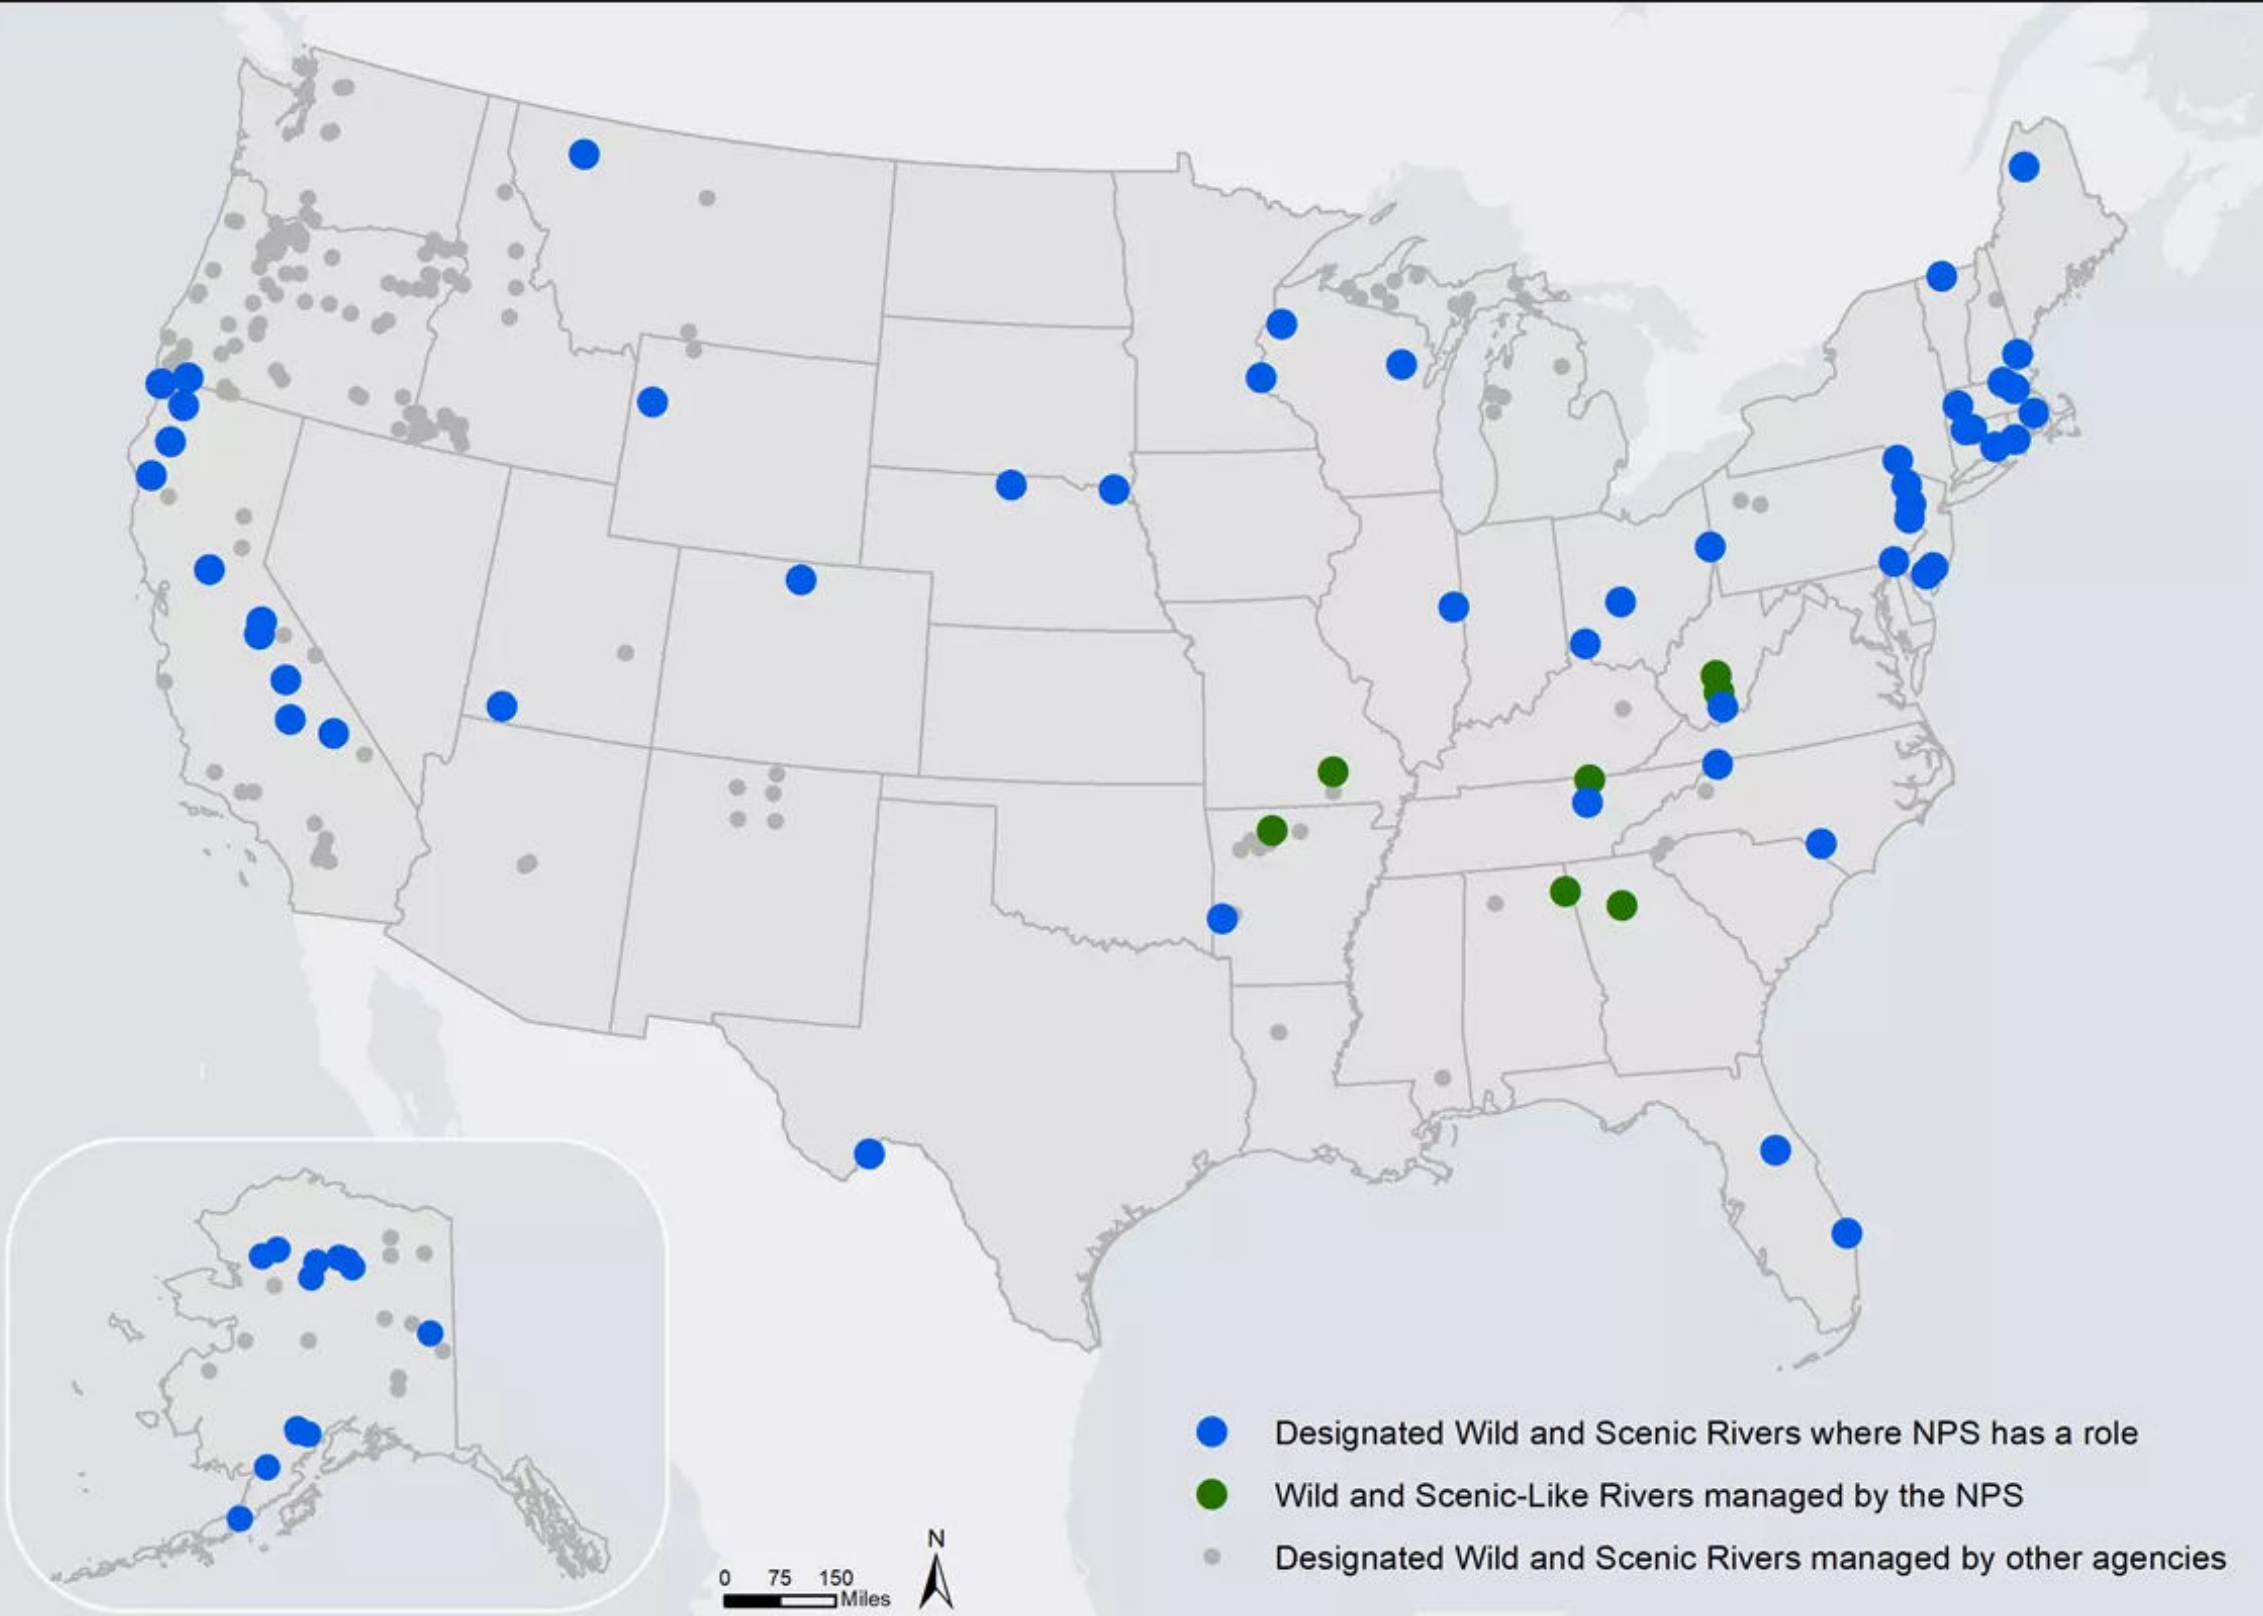 Designated Wild and Scenic Rivers where NPS has a role
Wild and Scenic-Like Rivers managed by the NPS
Designated Wild and Scenic Rivers managed by other agencies
N
0 75 150
Miles